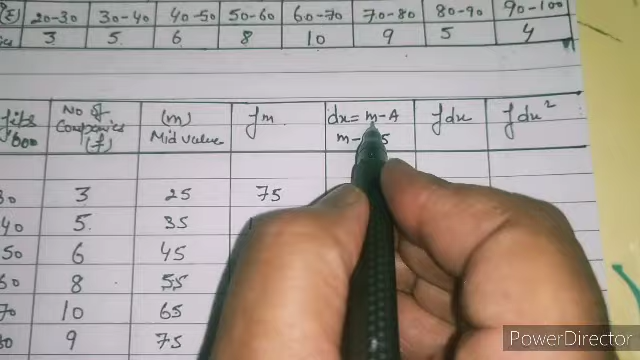 (₹) 20-30 30-40 40-50 50-60 60-70 70-80 80-90 90-100
3 5 6 8 10 9 5 4
No of Companies (f) (m) Mid value fm dx = m-A m- 5 fdx fdx²
3 25 75
5 35
6 45
8 55
10 65
9 75
PowerDirector